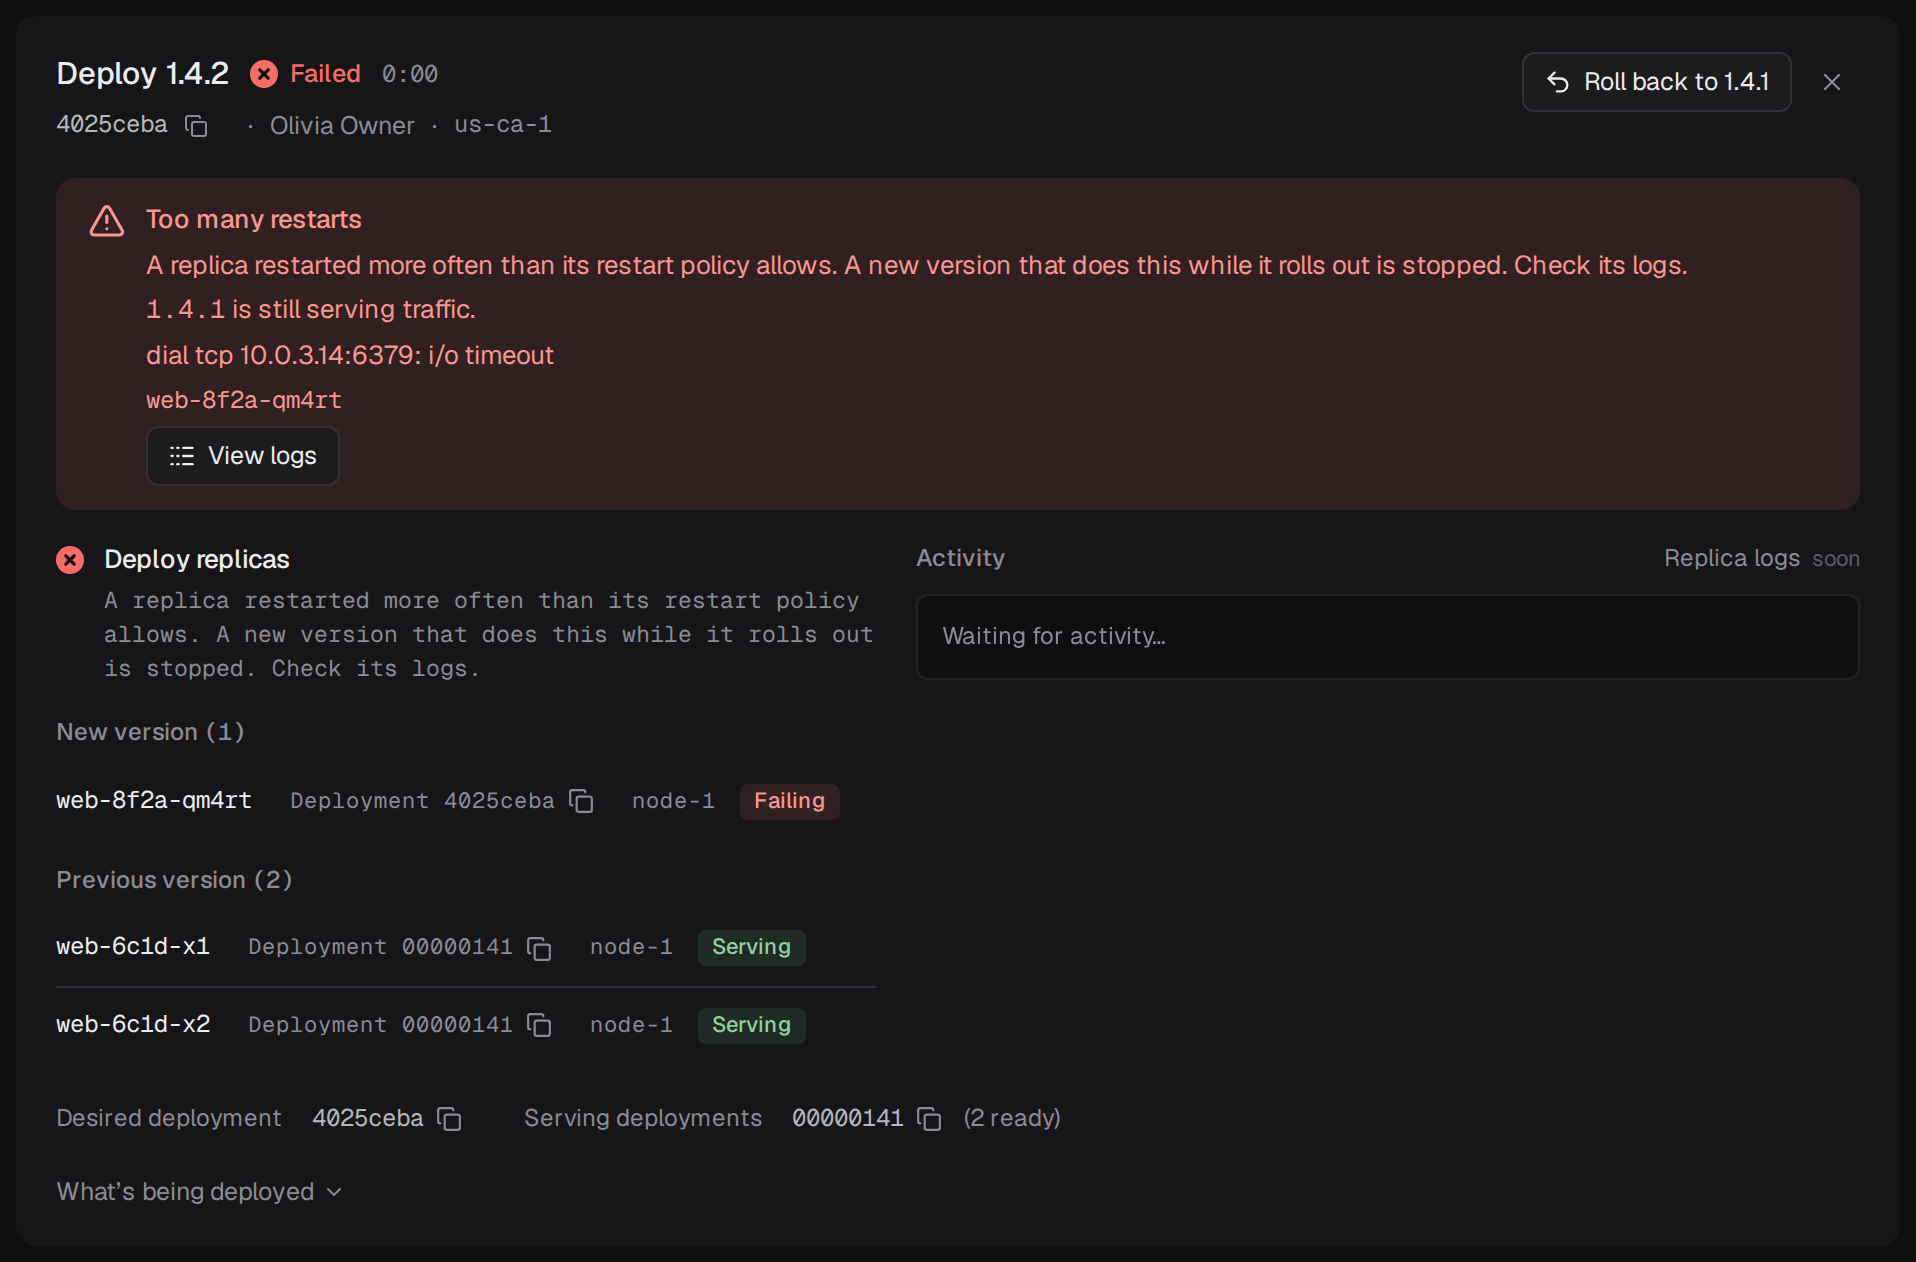 Deploy 1.4.2 Failed 0:00
Roll back to 1.4.1
4025ceba · Olivia Owner · us-ca-1
Too many restarts
A replica restarted more often than its restart policy allows. A new version that does this while it rolls out is stopped. Check its logs.
1.4.1 is still serving traffic.
dial tcp 10.0.3.14:6379: i/o timeout
web-8f2a-qm4rt
View logs
Deploy replicas
A replica restarted more often than its restart policy
allows. A new version that does this while it rolls out
is stopped. Check its logs.
Activity
Replica logs soon
Waiting for activity…
New version (1)
web-8f2a-qm4rt Deployment 4025ceba node-1 Failing
Previous version (2)
web-6c1d-x1 Deployment 00000141 node-1 Serving
web-6c1d-x2 Deployment 00000141 node-1 Serving
Desired deployment 4025ceba Serving deployments 00000141 (2 ready)
What’s being deployed